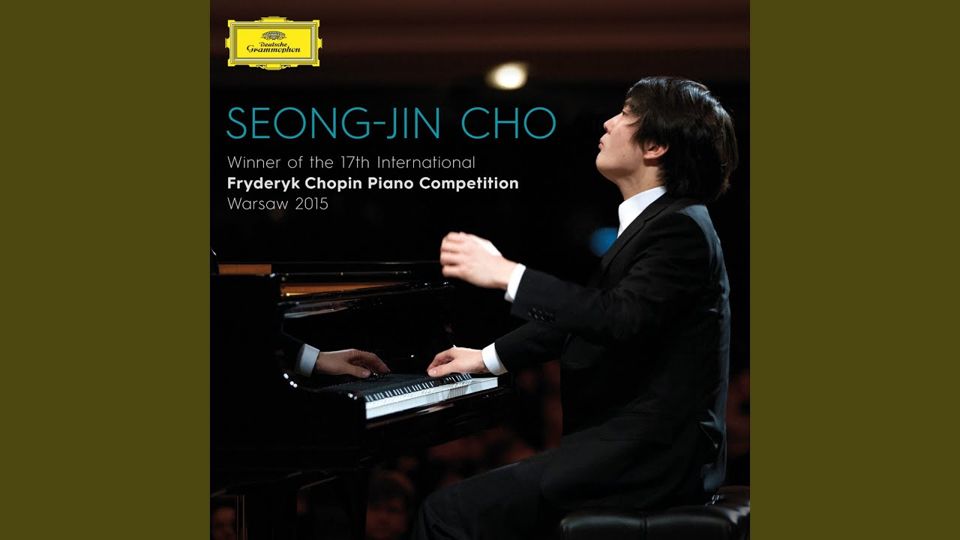 Deutsche
Grammophon
SEONG-JIN CHO
Winner of the 17th International
Fryderyk Chopin Piano Competition
Warsaw 2015